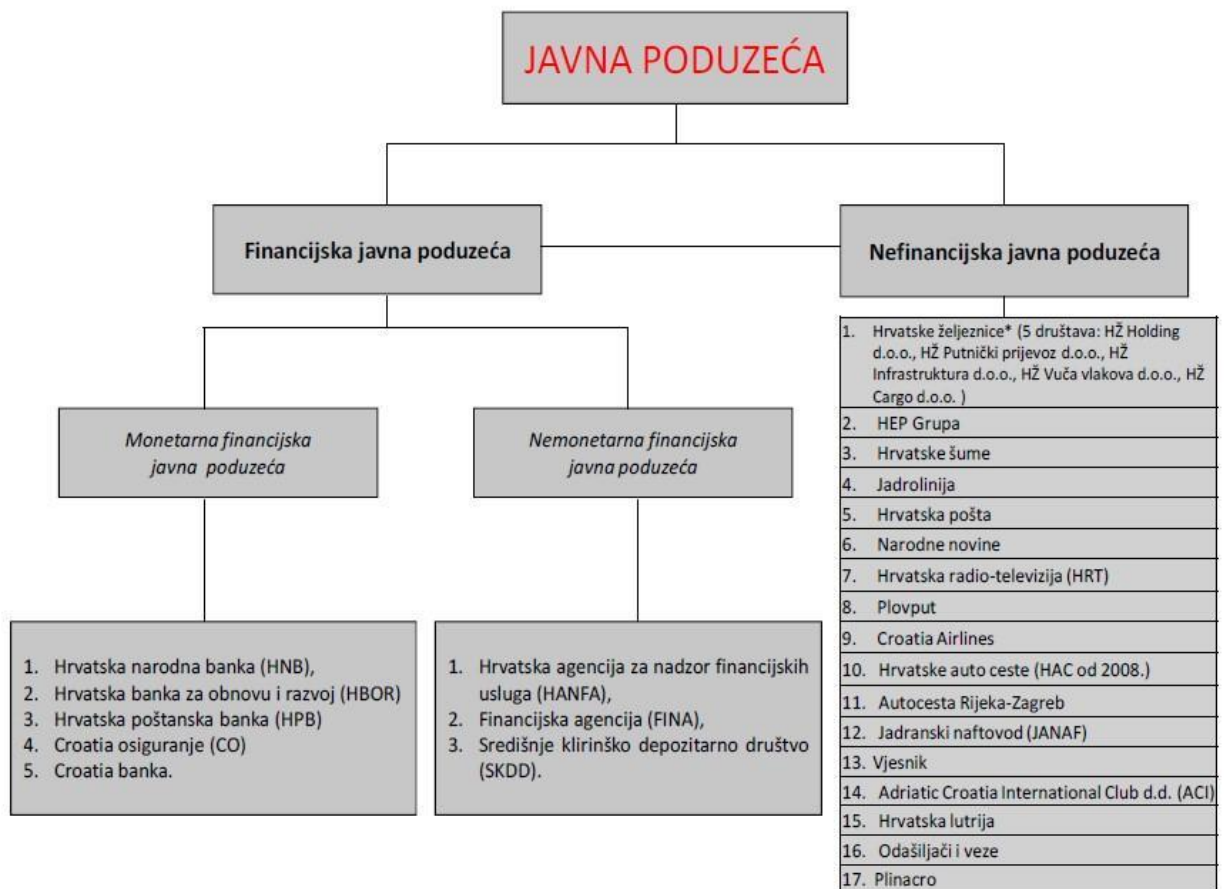 JAVNA PODUZEĆA
Financijska javna poduzeća
Nefinancijska javna poduzeća
Monetarna financijska
javna poduzeća
Nemonetarna financijska
javna poduzeća
1. Hrvatska narodna banka (HNB),
2. Hrvatska banka za obnovu i razvoj (HBOR)
3. Hrvatska poštanska banka (HPB)
4. Croatia osiguranje (CO)
5. Croatia banka.
1. Hrvatska agencija za nadzor financijskih
usluga (HANFA),
2. Financijska agencija (FINA),
3. Središnje klirinško depozitarno društvo
(SKDD).
1. Hrvatske željeznice* (5 društava: HŽ Holding
d.o.o., HŽ Putnički prijevoz d.o.o., HŽ
Infrastruktura d.o.o., HŽ Vuča vlakova d.o.o., HŽ
Cargo d.o.o. )
2. HEP Grupa
3. Hrvatske šume
4. Jadrolinija
5. Hrvatska pošta
6. Narodne novine
7. Hrvatska radio-televizija (HRT)
8. Plovput
9. Croatia Airlines
10. Hrvatske auto ceste (HAC od 2008.)
11. Autocesta Rijeka-Zagreb
12. Jadranski naftovod (JANAF)
13. Vjesnik
14. Adriatic Croatia International Club d.d. (ACI)
15. Hrvatska lutrija
16. Odašiljači i veze
17. Plinacro